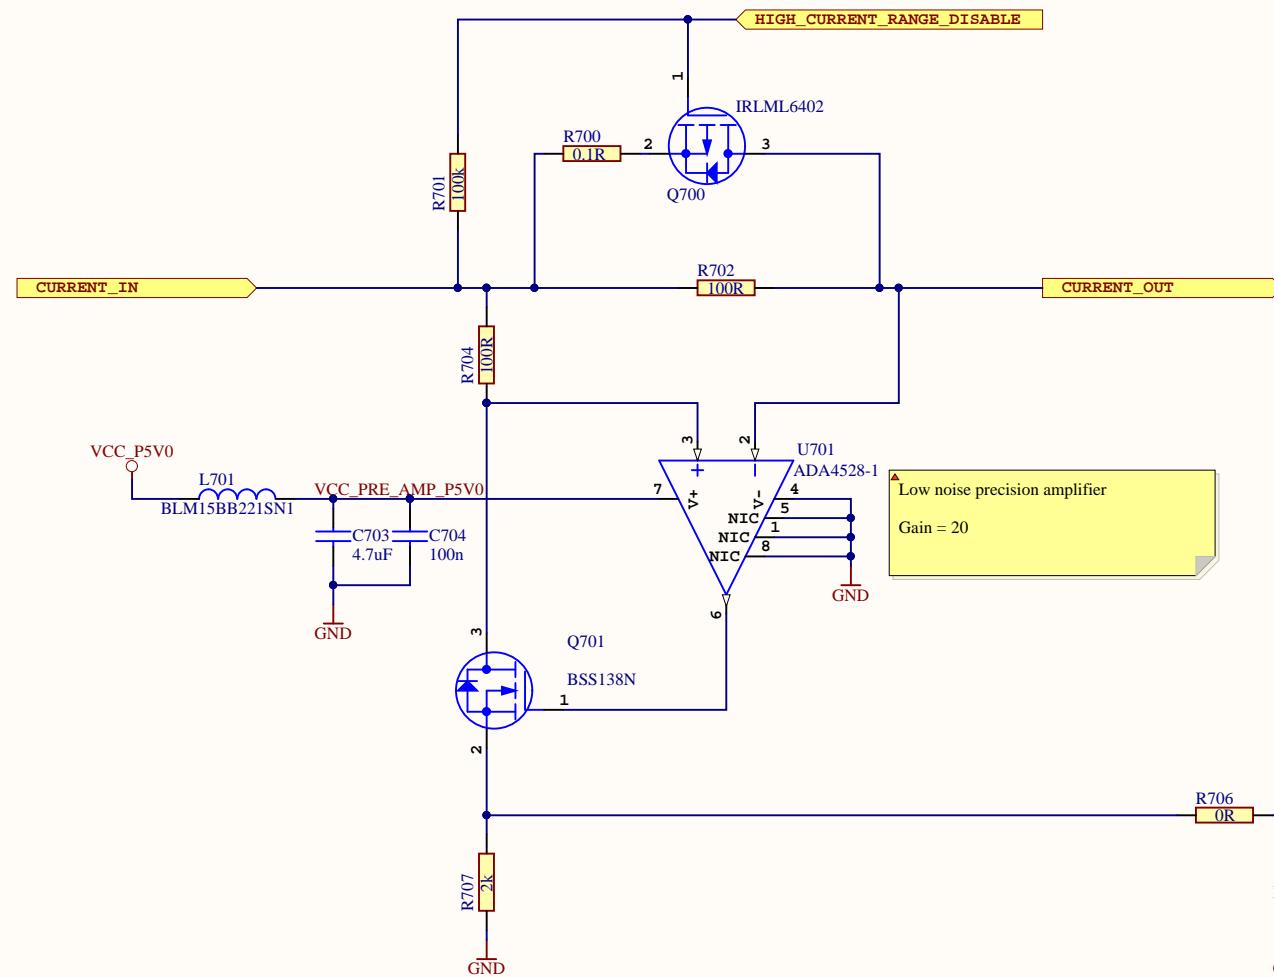 HIGH_CURRENT_RANGE_DISABLE
1
IRLML6402
R700
0.1R
2
3
Q700
R701
100k
CURRENT_IN
R702
100R
CURRENT_OUT
R704
100R
VCC_P5V0
L701
BLM15BB221SN1
VCC_PRE_AMP_P5V0
C703
4.7uF
C704
100n
GND
3
2
U701
ADA4528-1
+
-
7
V+
V-
4
NIC
5
NIC
1
NIC
8
6
GND
Low noise precision amplifier
Gain = 20
3
Q701
BSS138N
1
2
R706
0R
R707
2k
GND